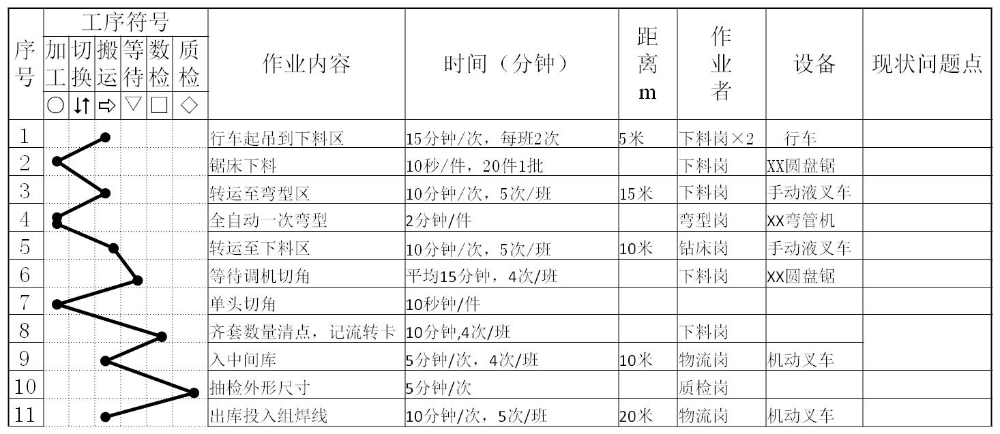 序号 工序符号 作业内容 时间（分钟） 距离m 作业者 设备 现状问题点
加工 切换 搬运 等待 数检 质检
1 行车起吊到下料区 15分钟/次，每班2次 5米 下料岗×2 行车
2 锯床下料 10秒/件，20件1批 下料岗 XX圆盘锯
3 转运至弯型区 10分钟/次，5次/班 15米 下料岗 手动液叉车
4 全自动一次弯型 2分钟/件 弯型岗 XX弯管机
5 转运至下料区 10分钟/次，5次/班 10米 钻床岗 手动液叉车
6 等待调机切角 平均15分钟，4次/班 下料岗 XX圆盘锯
7 单头切角 10秒钟/件
8 齐套数量清点，记流转卡 10分钟,4次/班 下料岗
9 入中间库 5分钟/次，4次/班 10米 物流岗 机动叉车
10 抽检外形尺寸 5分钟/次 质检岗
11 出库投入组焊线 10分钟/次，5次/班 20米 物流岗 机动叉车